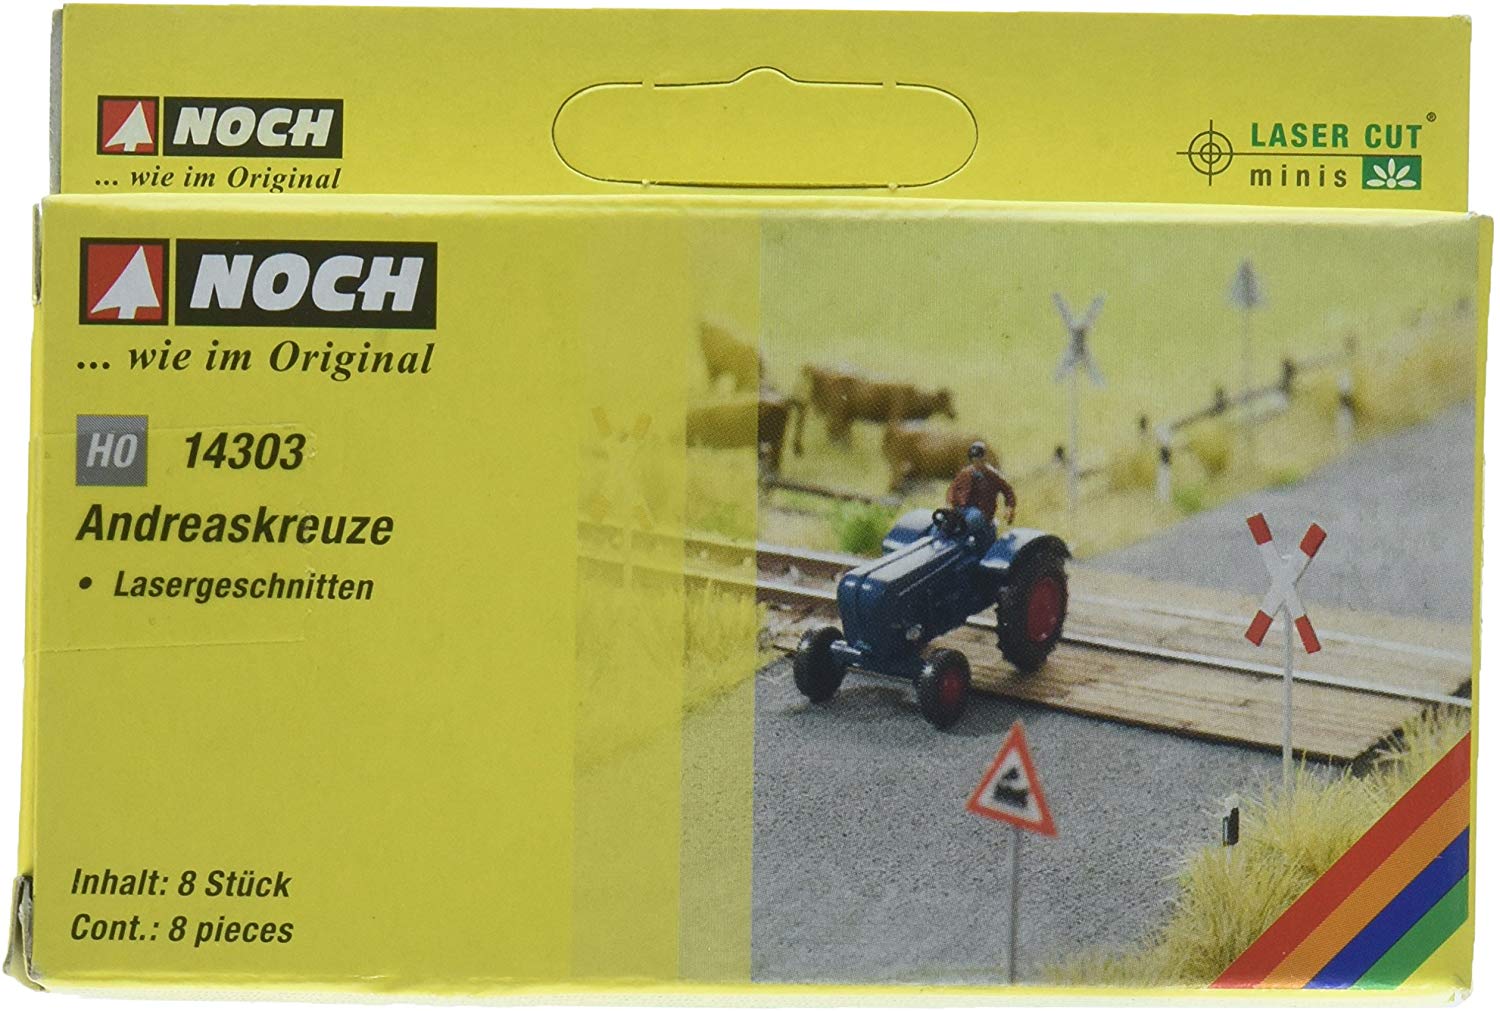 NOCH
... wie im Original
LASER CUT®
minis
NOCH
... wie im Original
H0 14303
Andreaskreuze
• Lasergeschnitten
Inhalt: 8 Stück
Cont.: 8 pieces